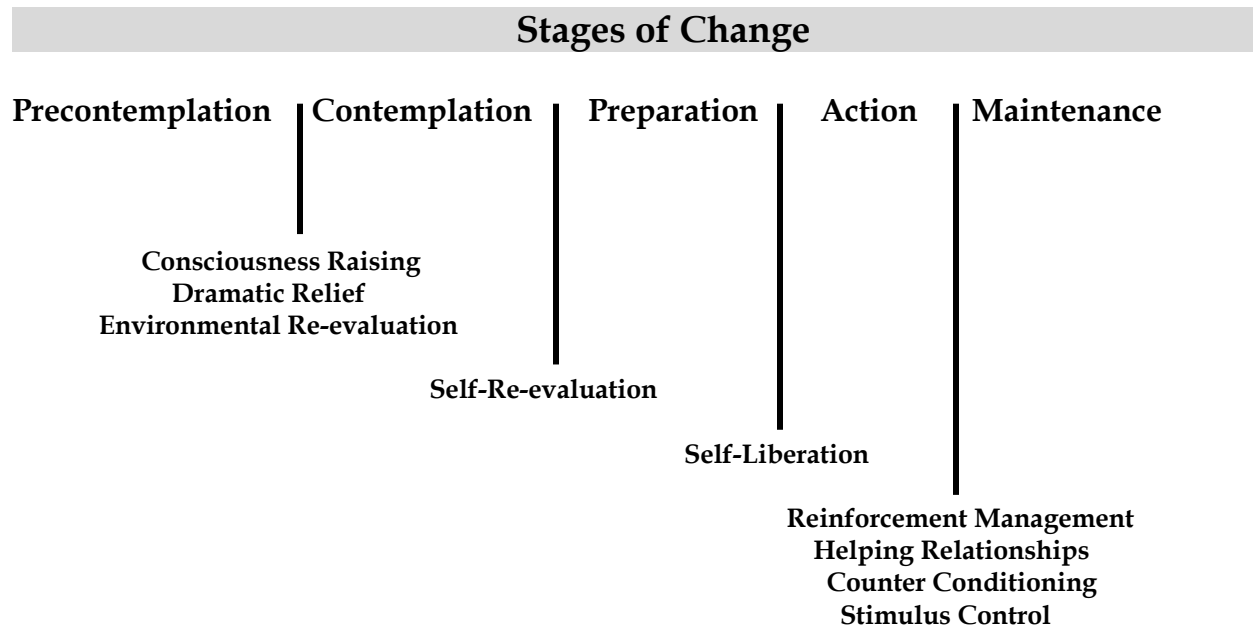 Stages of Change
Precontemplation Contemplation Preparation Action Maintenance
Consciousness Raising
Dramatic Relief
Environmental Re-evaluation
Self-Re-evaluation
Self-Liberation
Reinforcement Management
Helping Relationships
Counter Conditioning
Stimulus Control